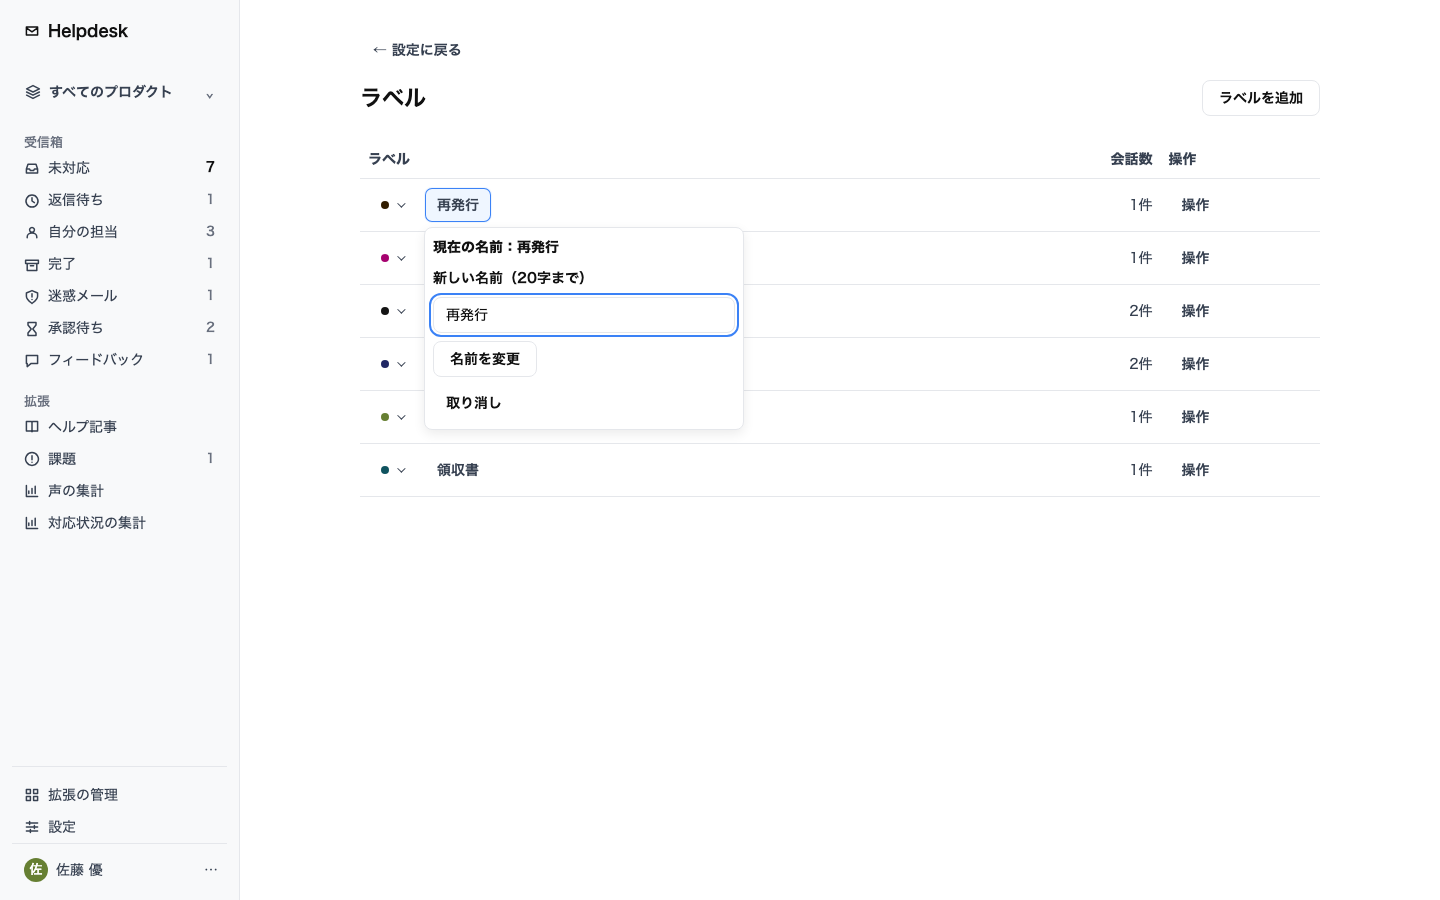 Helpdesk
すべてのプロダクト
受信箱
未対応 7
返信待ち 1
自分の担当 3
完了 1
迷惑メール 1
承認待ち 2
フィードバック 1
拡張
ヘルプ記事
課題 1
声の集計
対応状況の集計
拡張の管理
設定
佐 佐藤 優 …
← 設定に戻る
ラベル
ラベルを追加
ラベル 会話数 操作
再発行 1件 操作
現在の名前：再発行
1件 操作
新しい名前（20字まで）
再発行
2件 操作
名前を変更
2件 操作
取り消し
1件 操作
領収書 1件 操作